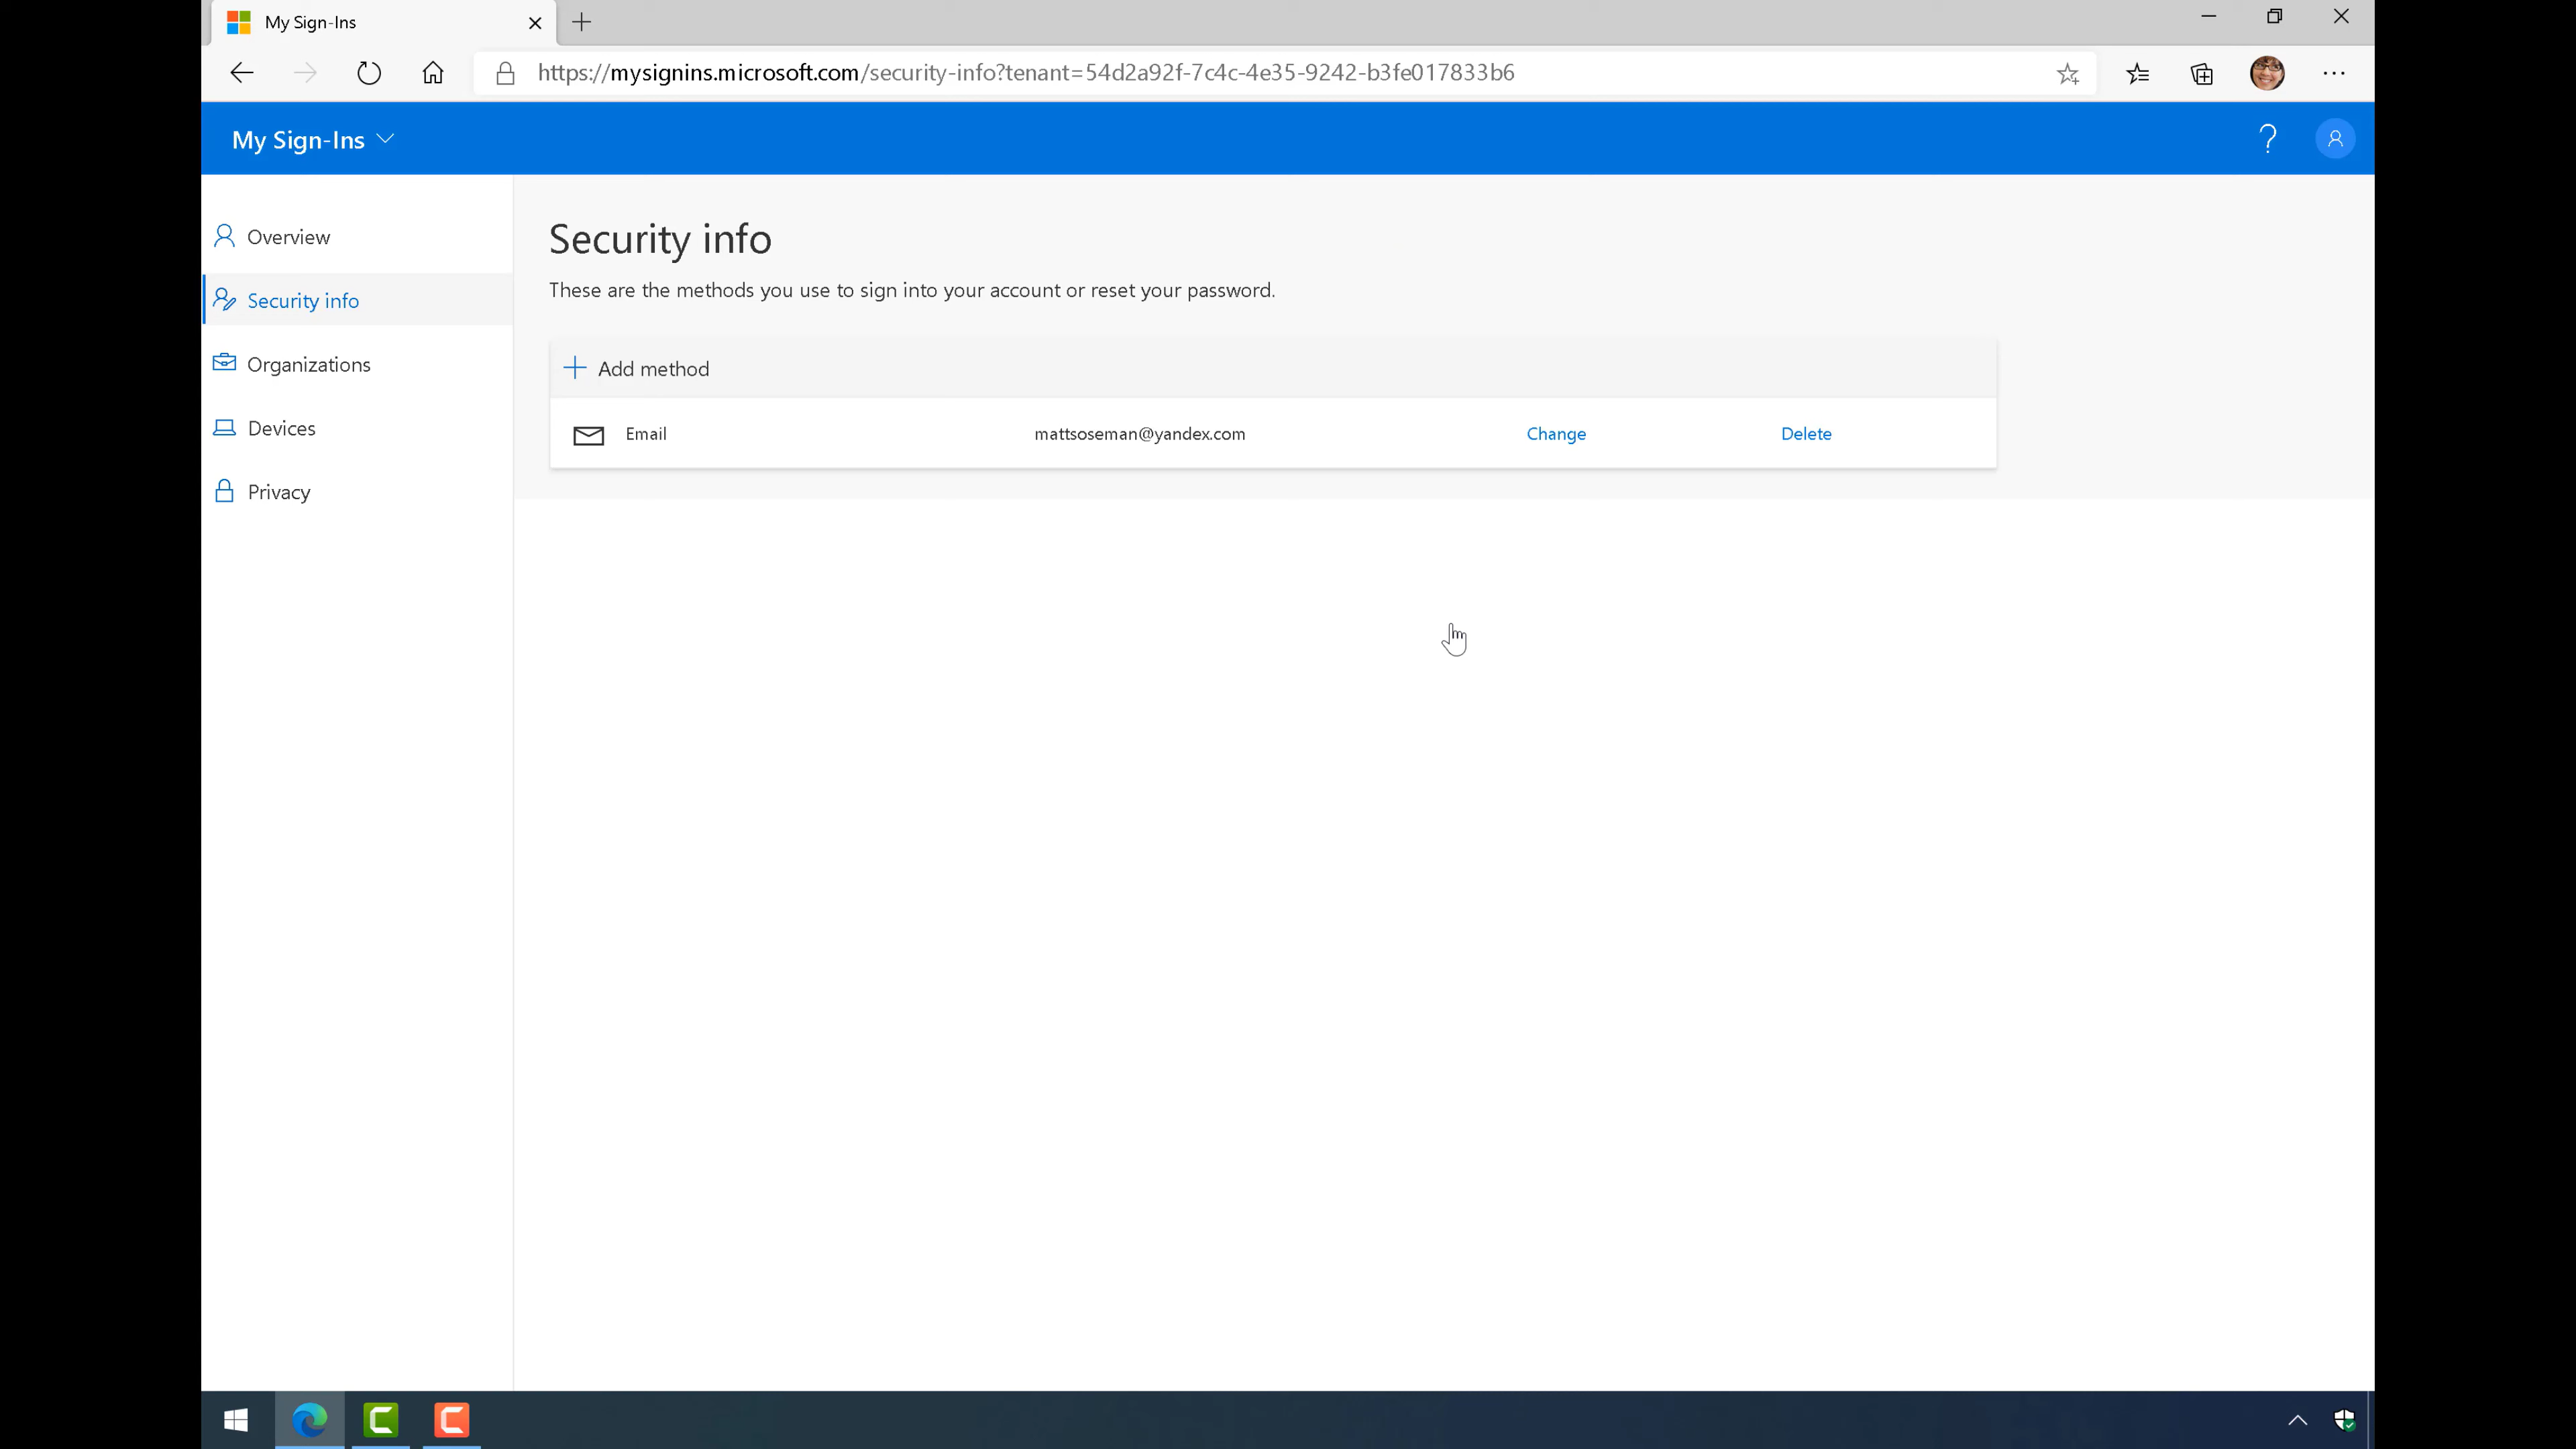 My Sign-Ins
https://mysignins.microsoft.com/security-info?tenant=54d2a92f-7c4c-4e35-9242-b3fe017833b6
My Sign-Ins
?
Overview
Security info
Organizations
Devices
Privacy
Security info
These are the methods you use to sign into your account or reset your password.
Add method
Email mattsoseman@yandex.com Change Delete